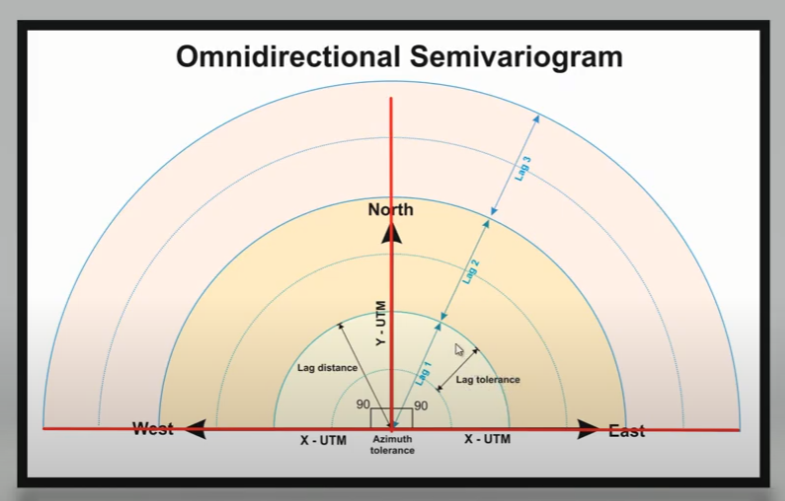 Omnidirectional Semivariogram
Lag 3
North
Lag 2
Y - UTM
Lag distance
Lag 1
Lag tolerance
90
90
West
East
X - UTM
Azimuth
tolerance
X - UTM